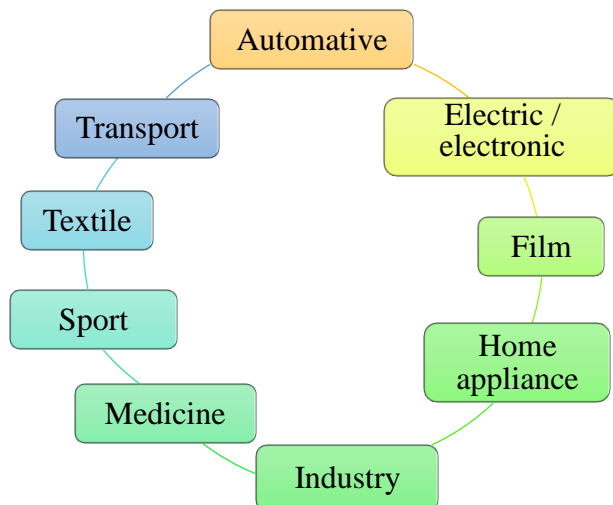 Automative
Electric /
electronic
Film
Home
appliance
Industry
Medicine
Sport
Textile
Transport